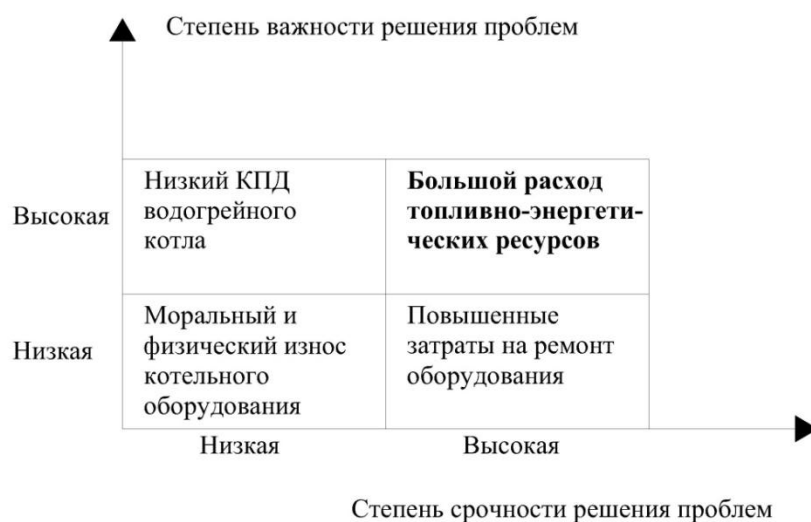 Степень важности решения проблем
Высокая
Низкий КПД
водогрейного
котла
Большой расход
топливно-энергети-
ческих ресурсов
Низкая
Моральный и
физический износ
котельного
оборудования
Повышенные
затраты на ремонт
оборудования
Низкая
Высокая
Степень срочности решения проблем